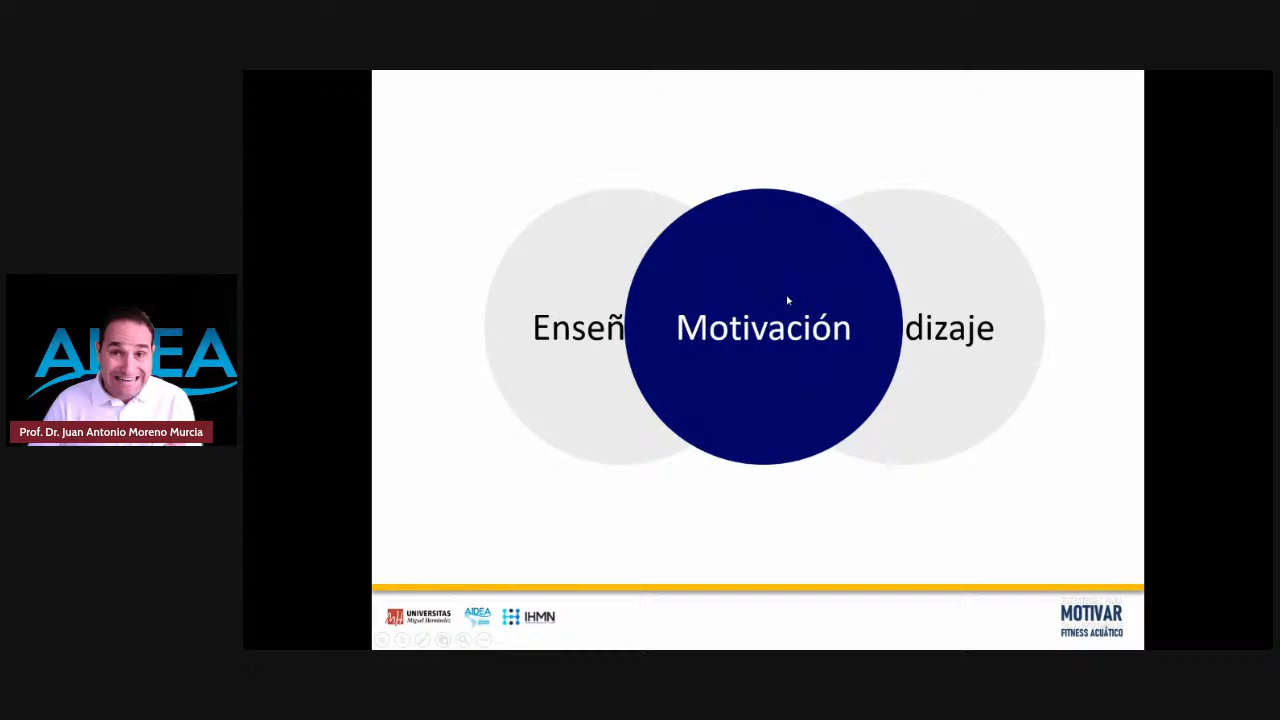 AIDEA
Prof. Dr. Juan Antonio Moreno Murcia
Enseñ
Motivación
dizaje
UNIVERSITAS
Miguel Hernández
AIDEA
IHMN
MOTIVAR
FITNESS ACUÁTICO